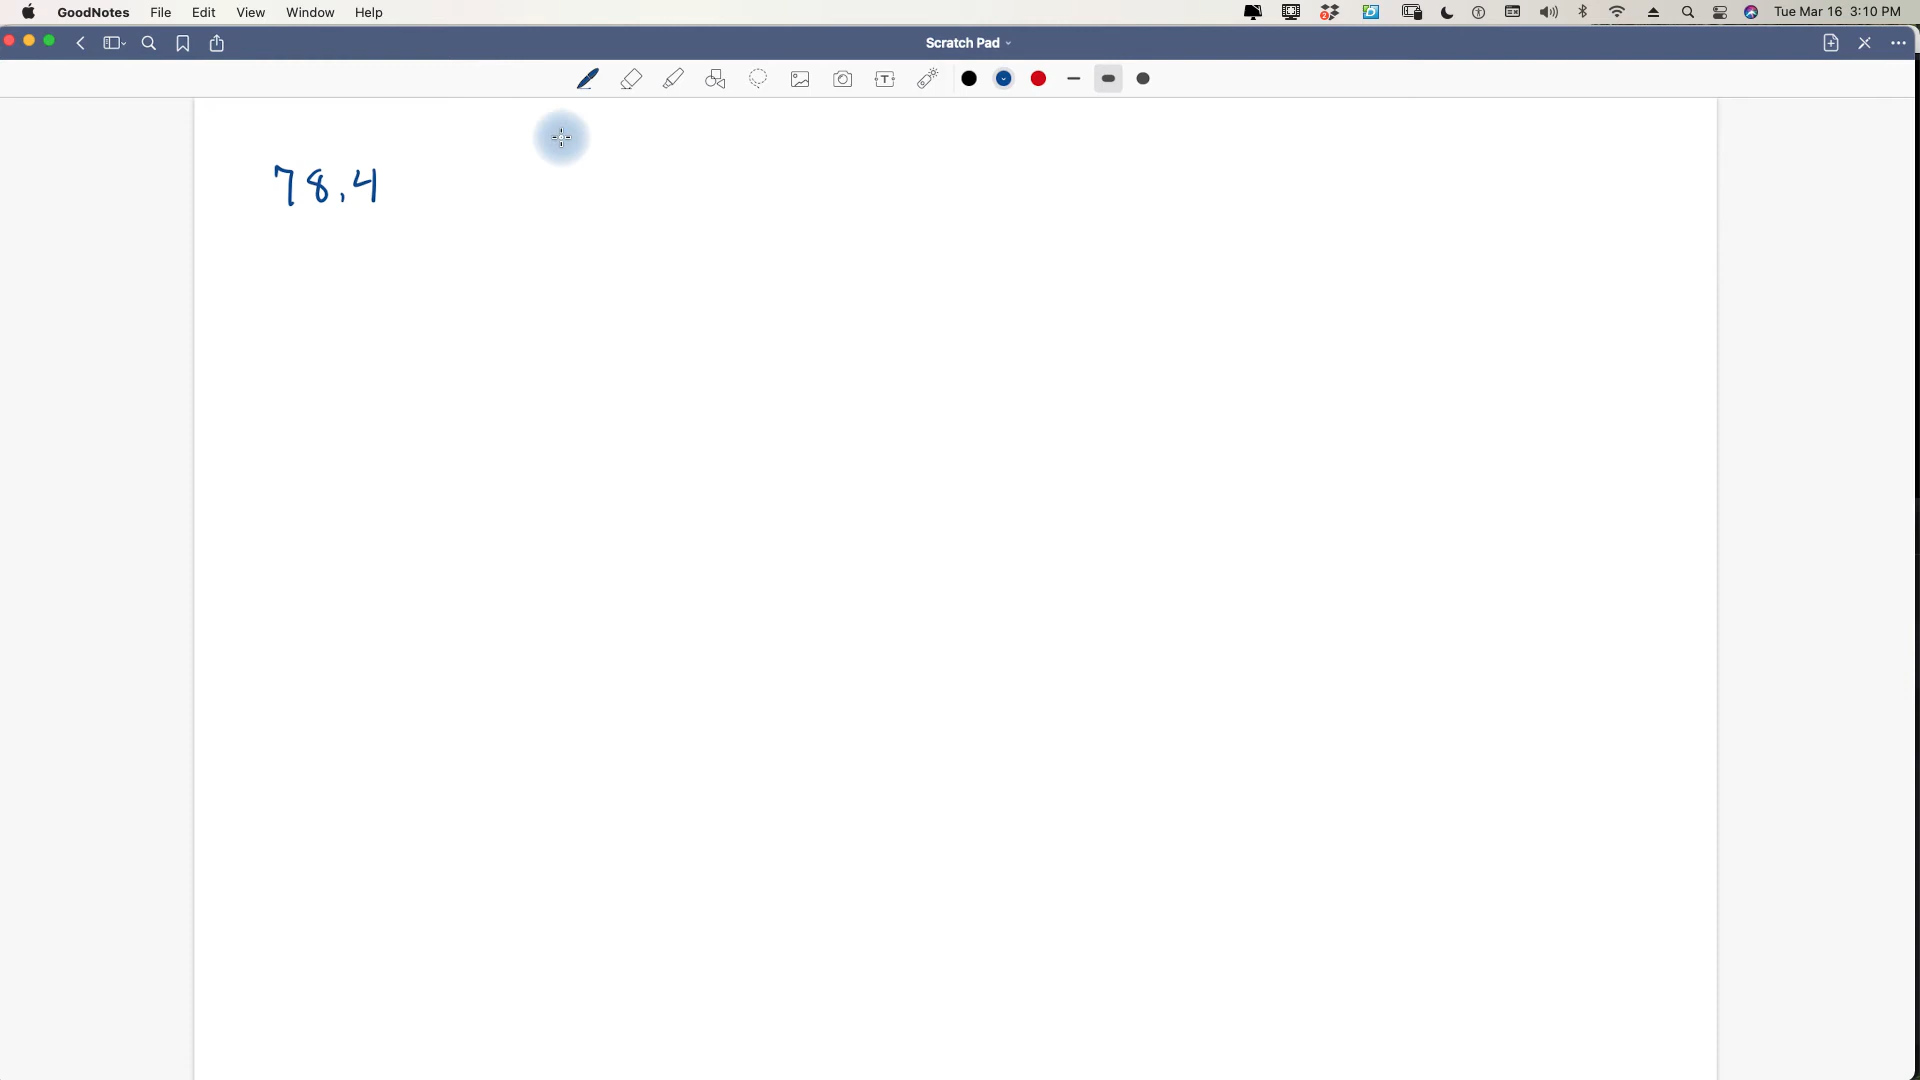 GoodNotes File Edit View Window Help Tue Mar 16 3:10 PM
Scratch Pad
78.4